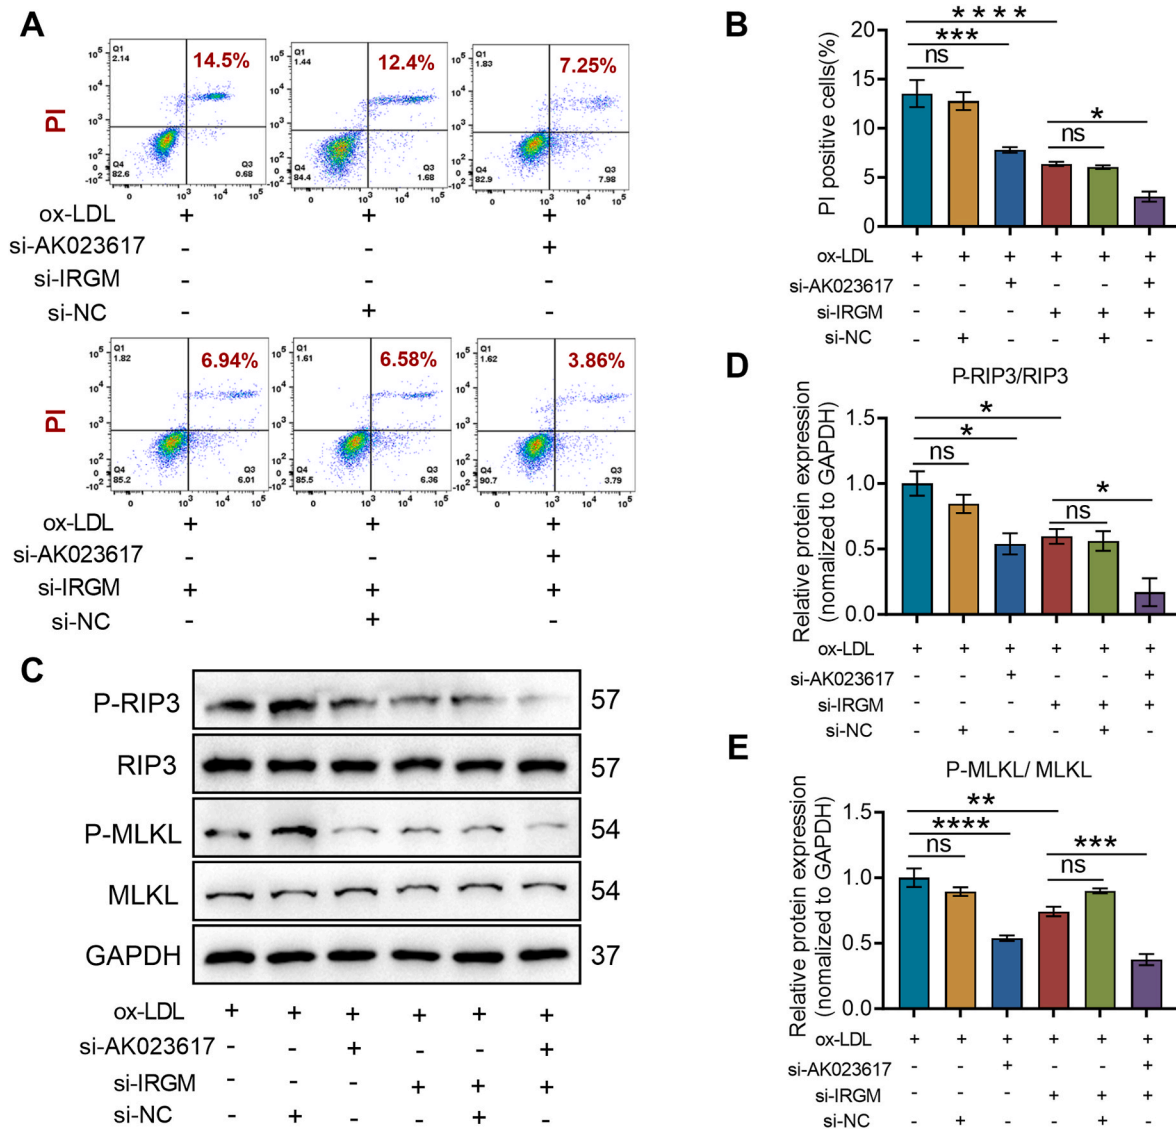 A
PI
Q1
2.14
14.5%
Q4
82.6
Q3
0.68
Q1
1.44
12.4%
Q4
84.4
Q3
1.68
Q1
1.83
7.25%
Q4
82.9
Q3
7.98
ox-LDL + + +
si-AK023617 - - +
si-IRGM - - -
si-NC - + -
PI
Q1
1.82
6.94%
Q4
85.2
Q3
6.01
Q1
1.61
6.58%
Q4
85.5
Q3
6.36
Q1
1.62
3.86%
Q4
90.7
Q3
3.79
ox-LDL + + +
si-AK023617 - - +
si-IRGM + + +
si-NC - + -
B
PI positive cells(%)
20
15
10
5
0
****
***
ns
*
ns
ox-LDL + + + + + +
si-AK023617 - - + - - +
si-IRGM - - - + + +
si-NC - + - - + -
C
P-RIP3 57
RIP3 57
P-MLKL 54
MLKL 54
GAPDH 37
ox-LDL + + + + + +
si-AK023617 - - + - - +
si-IRGM - - - + + +
si-NC - + - - + -
D
P-RIP3/RIP3
Relative protein expression
(nomalized to GAPDH)
1.5
1.0
0.5
0.0
*
*
ns
*
ns
ox-LDL + + + + + +
si-AK023617 - - + - - +
si-IRGM - - - + + +
si-NC - + - - + -
E
P-MLKL/ MLKL
Relative protein expression
(nomalized to GAPDH)
1.5
1.0
0.5
0.0
**
****
ns
***
ns
ox-LDL + + + + + +
si-AK023617 - - + - - +
si-IRGM - - - + + +
si-NC - + - - + -